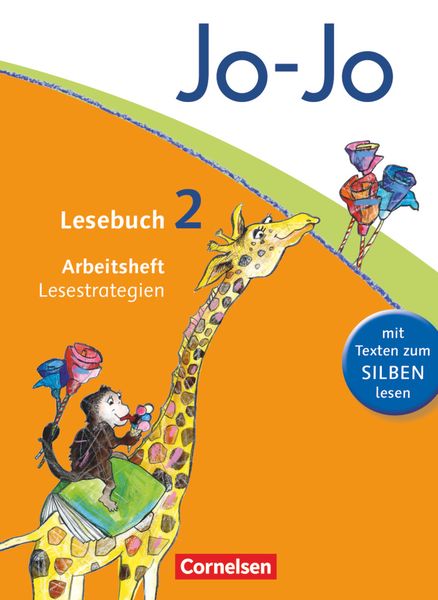 Jo-Jo
Lesebuch 2
Arbeitsheft
Lesestrategien
mit
Texten zum
SILBEN
lesen
Cornelsen